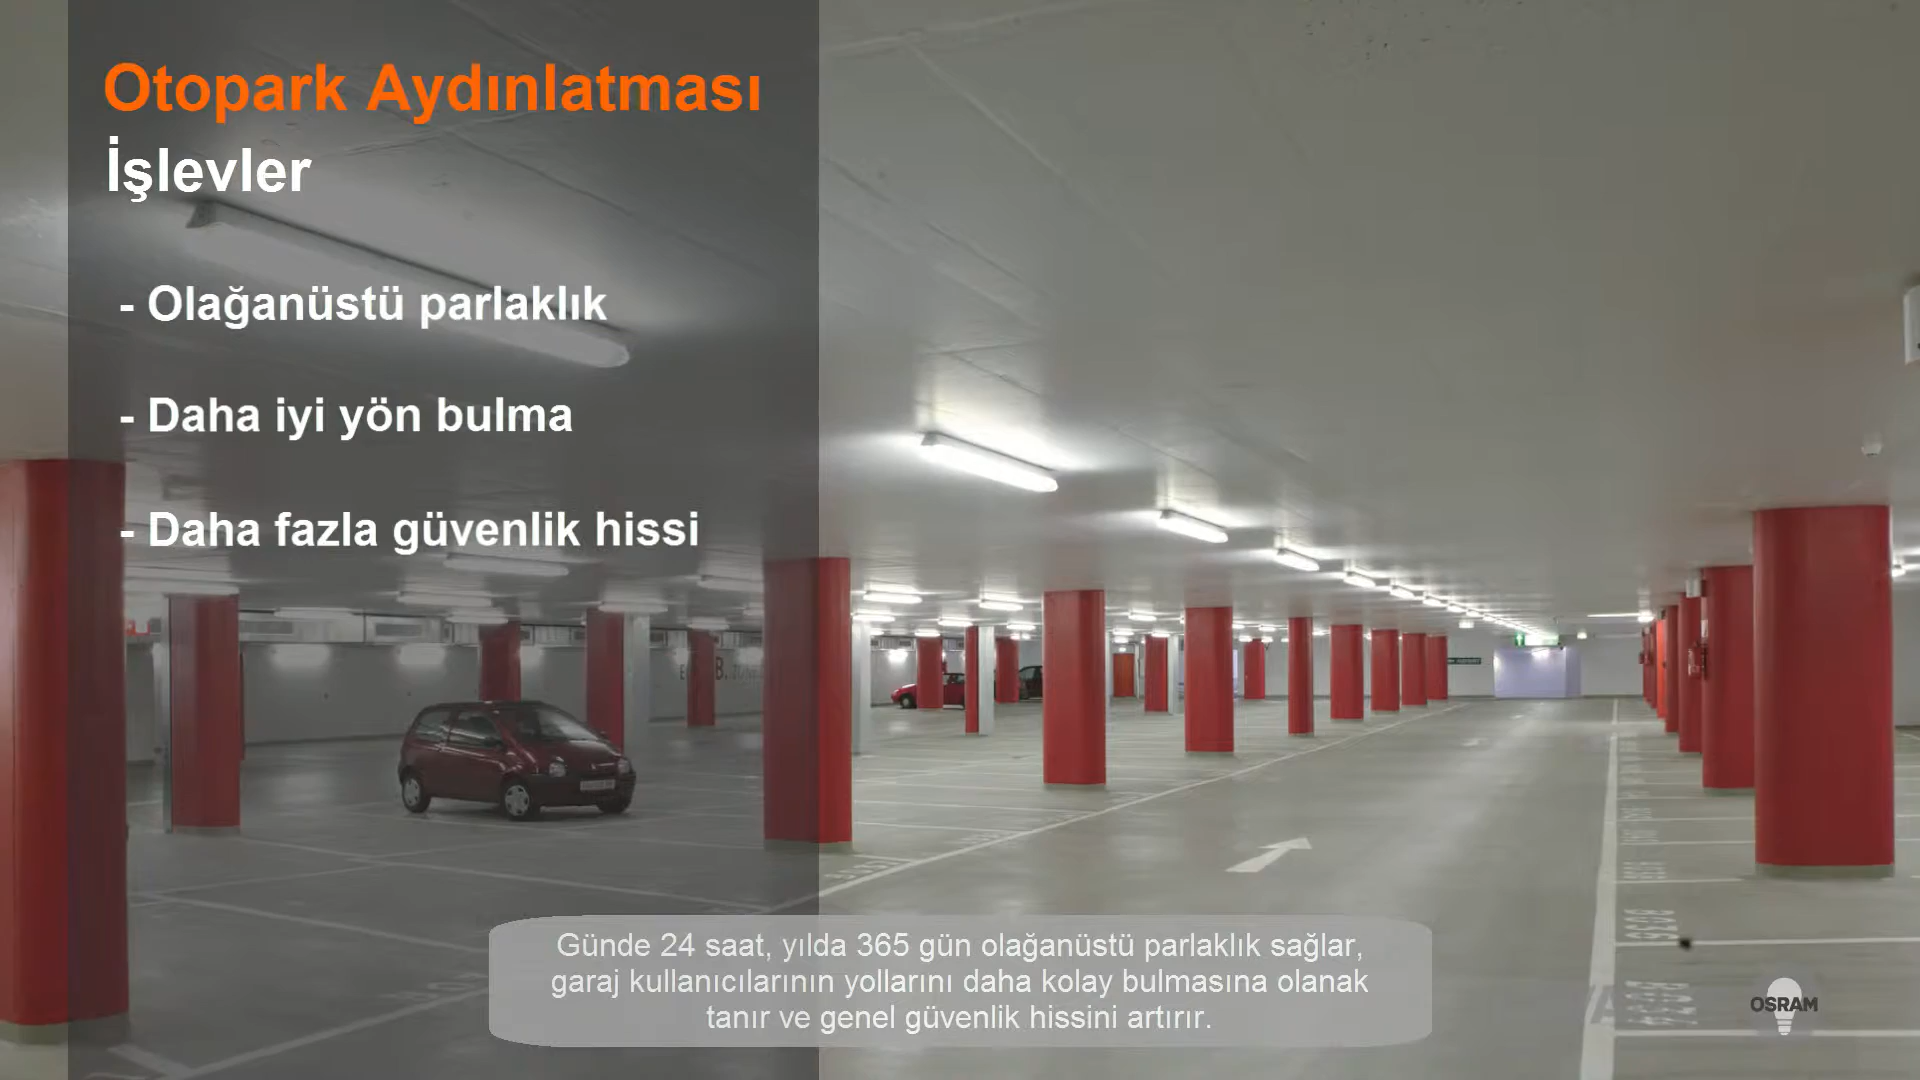 Otopark Aydınlatması
İşlevler
- Olağanüstü parlaklık
- Daha iyi yön bulma
- Daha fazla güvenlik hissi
Günde 24 saat, yılda 365 gün olağanüstü parlaklık sağlar,
garaj kullanıcılarının yollarını daha kolay bulmasına olanak
tanır ve genel güvenlik hissini artırır.
OSRAM